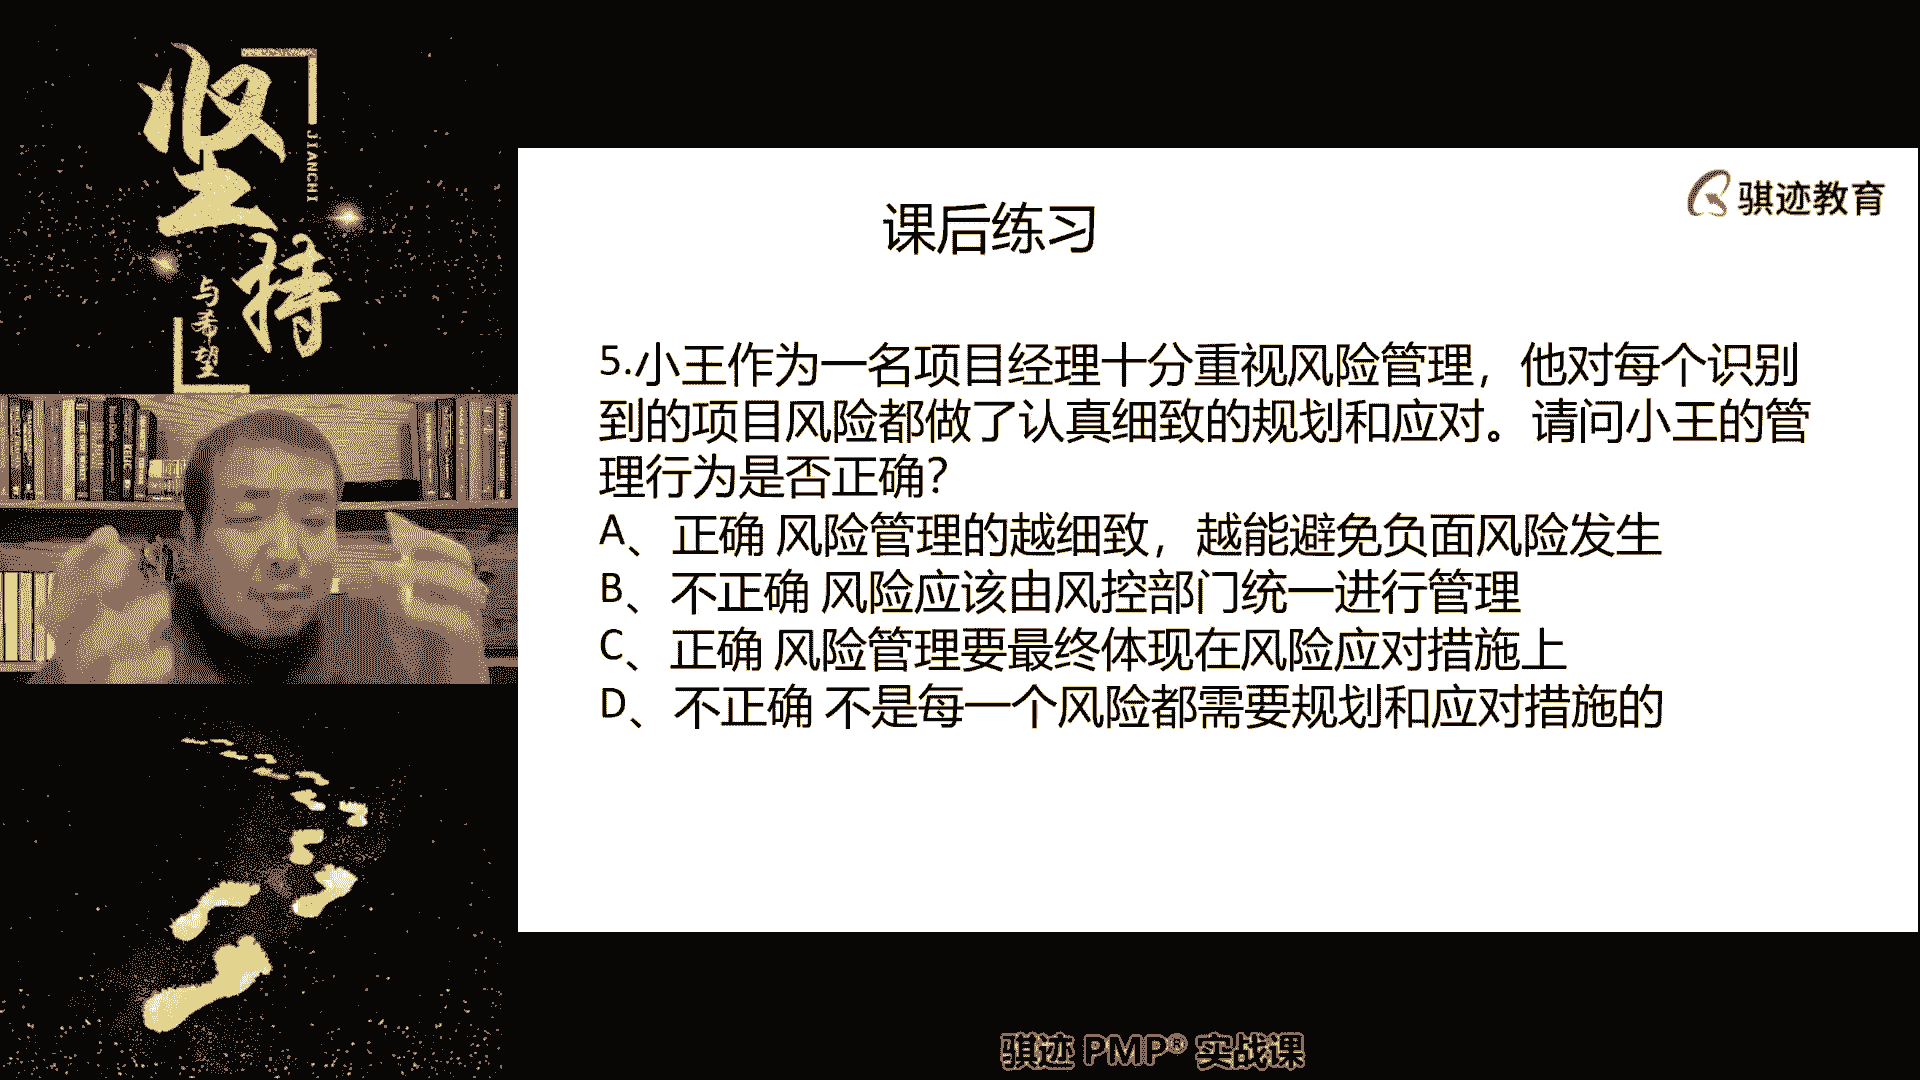 坚持
JIANCHI
与希望
骐迹教育
课后练习
5.小王作为一名项目经理十分重视风险管理，他对每个识别
到的项目风险都做了认真细致的规划和应对。请问小王的管
理行为是否正确？
A、正确 风险管理的越细致，越能避免负面风险发生
B、不正确 风险应该由风控部门统一进行管理
C、正确 风险管理要最终体现在风险应对措施上
D、不正确 不是每一个风险都需要规划和应对措施的
骐迹 PMP® 实战课